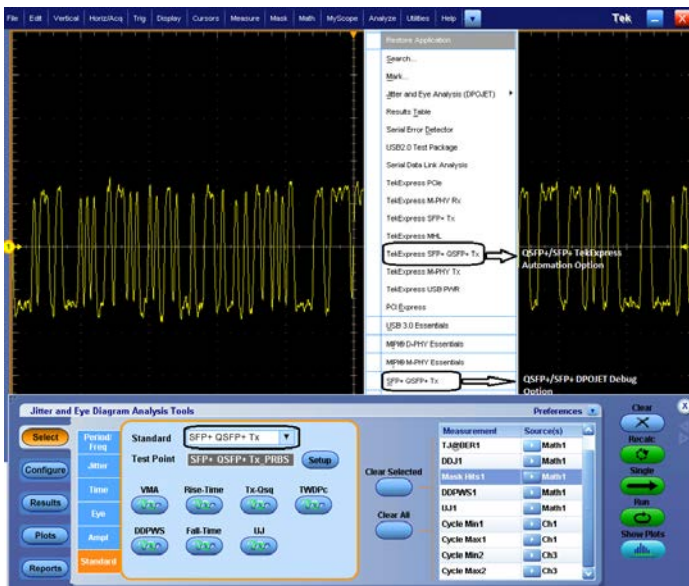 File Edit Vertical Horiz/Acq Trig Display Cursors Measure Mask Math MyScope Analyze Utilities Help Tek
Restore Application
Search...
Mark...
Jitter and Eye Analysis (DPOJET)
Results Table
Serial Error Detector
USB2.0 Test Package
Serial Data Link Analysis
TekExpress PCIe
TekExpress M-PHY Rx
TekExpress SFP+ Tx
TekExpress MHL
TekExpress SFP+ QSFP+ Tx
QSFP+/SFP+ TekExpress
Automation Option
TekExpress M-PHY Tx
TekExpress USB PWR
PCI Express
USB 3.0 Essentials
MIPI® D-PHY Essentials
MIPI® M-PHY Essentials
SFP+ QSFP+ Tx
QSFP+/SFP+ DPOJET Debug
Option
1
Jitter and Eye Diagram Analysis Tools
Preferences
Select
Configure
Results
Plots
Reports
Period/
Freq
Jitter
Time
Eye
Ampl
Standard
Standard SFP+ QSFP+ Tx
Test Point SFP+ QSFP+ Tx_PRBS Setup
VMA Rise-Time Tx-Qsq TWDPc
DDPWS Fall-Time UJ
Clear Selected
Clear All
Measurement Source(s)
TJ@BER1 Math1
DDJ1 Math1
Mask Hits1 Math1
DDPWS1 Math1
UJ1 Math1
Cycle Min1 Ch1
Cycle Max1 Ch1
Cycle Min2 Ch3
Cycle Max2 Ch3
Clear
Recalc
Single
Run
Show Plots